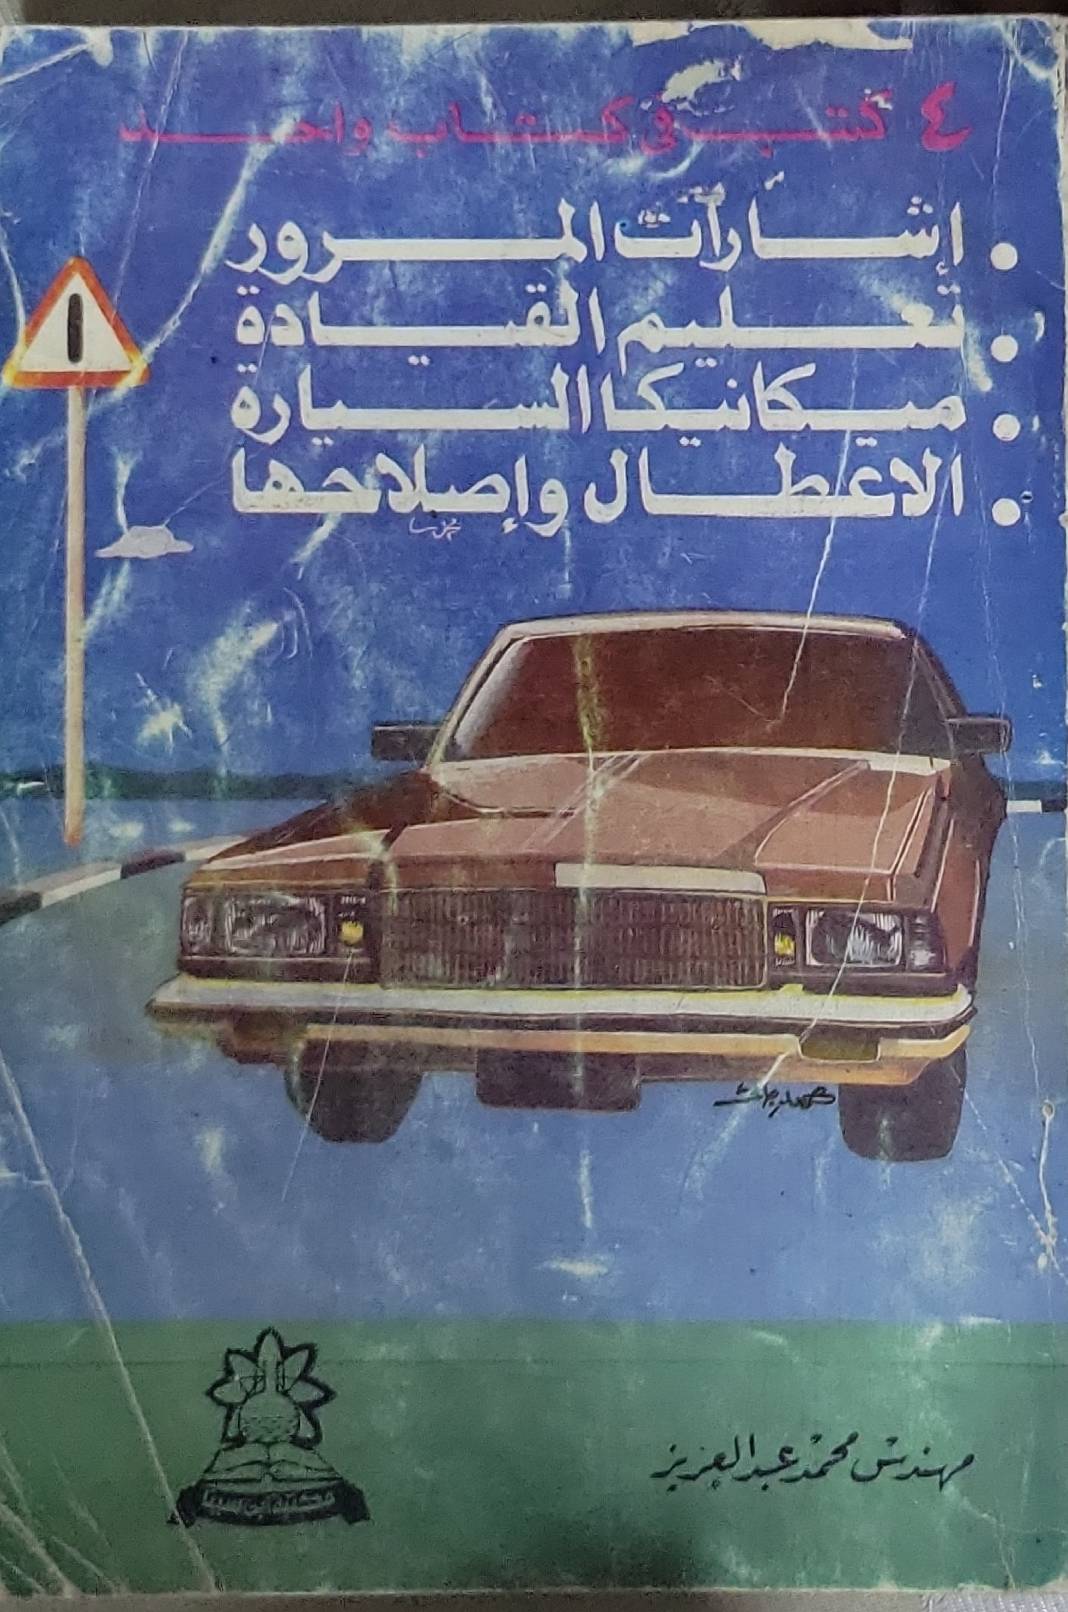 ٤ كتب في كتاب واحد
• إشارات المرور
• تعليم القيادة
• ميكانيكا السيارة
• الاعطال وإصلاحها
مهندس محمد عبد العزيز